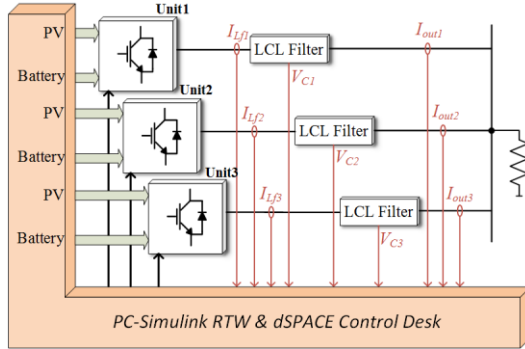 Unit1
PV
I_Lf1
LCL Filter
I_out1
Battery
V_C1
Unit2
PV
I_Lf2
LCL Filter
I_out2
Battery
V_C2
Unit3
PV
I_Lf3
LCL Filter
I_out3
Battery
V_C3
PC-Simulink RTW & dSPACE Control Desk